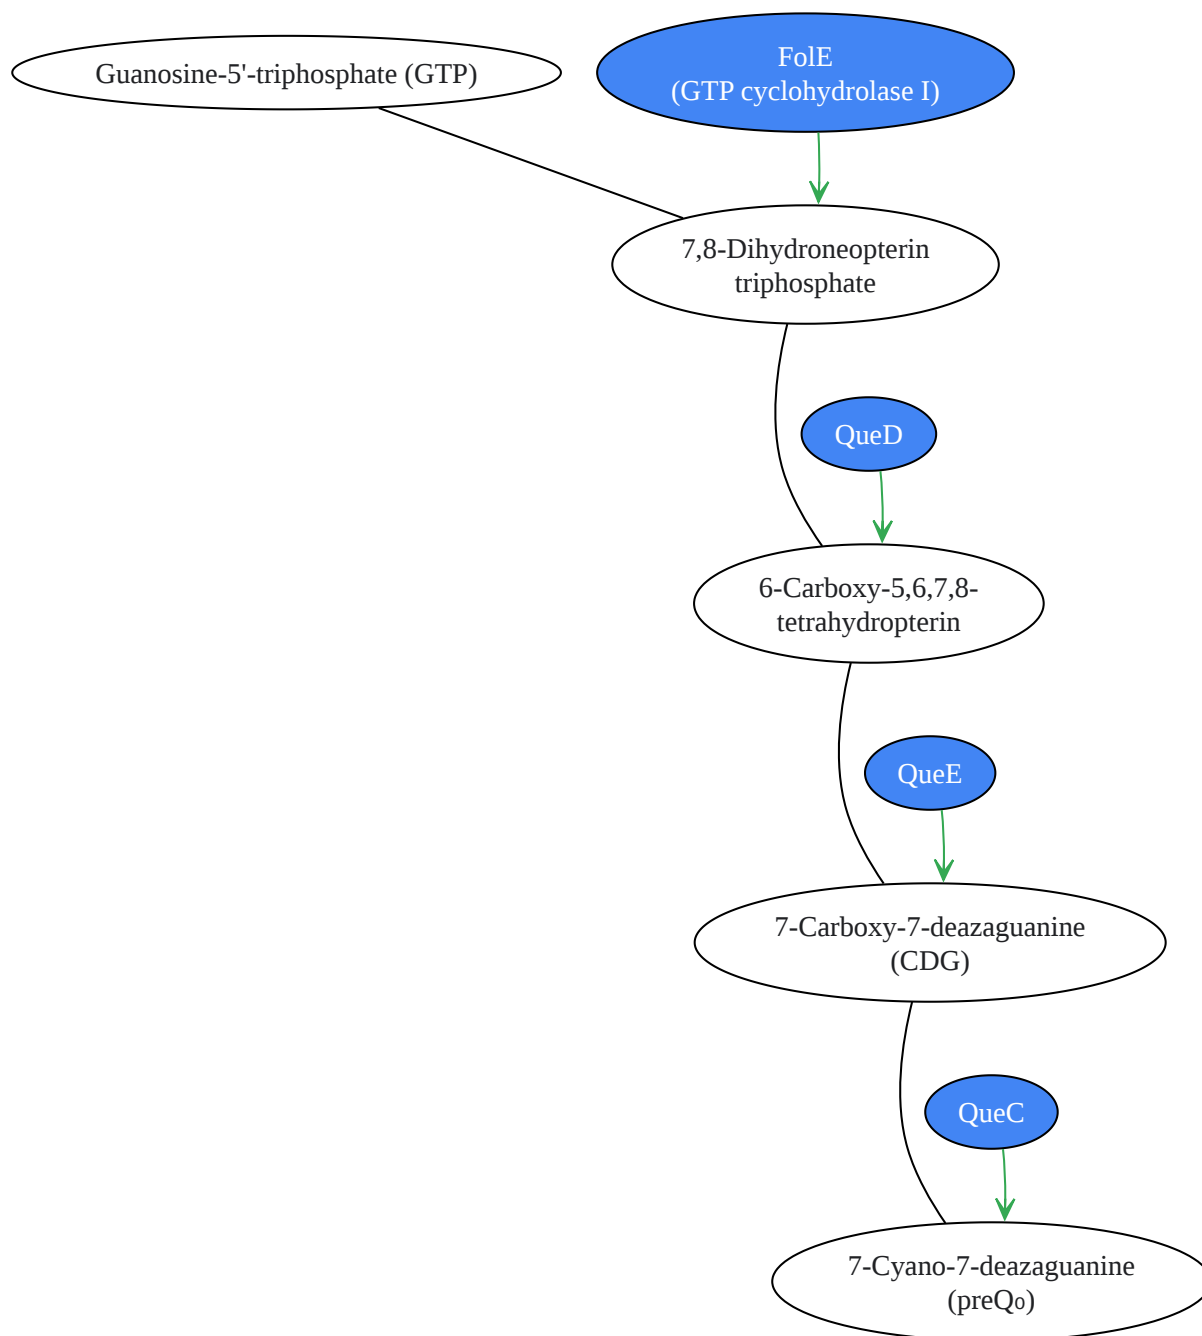 Guanosine-5'-triphosphate (GTP)
FolE
(GTP cyclohydrolase I)
7,8-Dihydroneopterin
triphosphate
QueD
6-Carboxy-5,6,7,8-
tetrahydropterin
QueE
7-Carboxy-7-deazaguanine
(CDG)
QueC
7-Cyano-7-deazaguanine
(preQ₀)